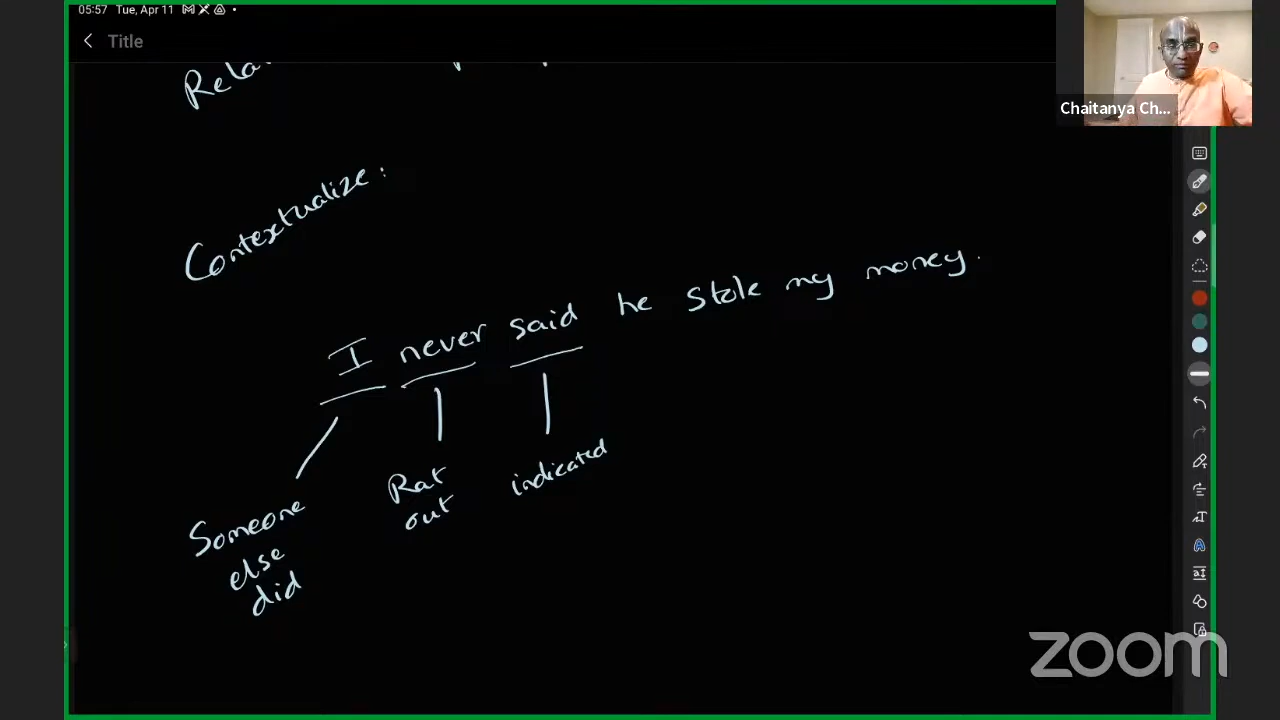 05:57 Tue, Apr 11
Title
Chaitanya Ch...
Contextualize:
I never said he stole my money.
Someone
else
did
Rat
out
indicated
zoom